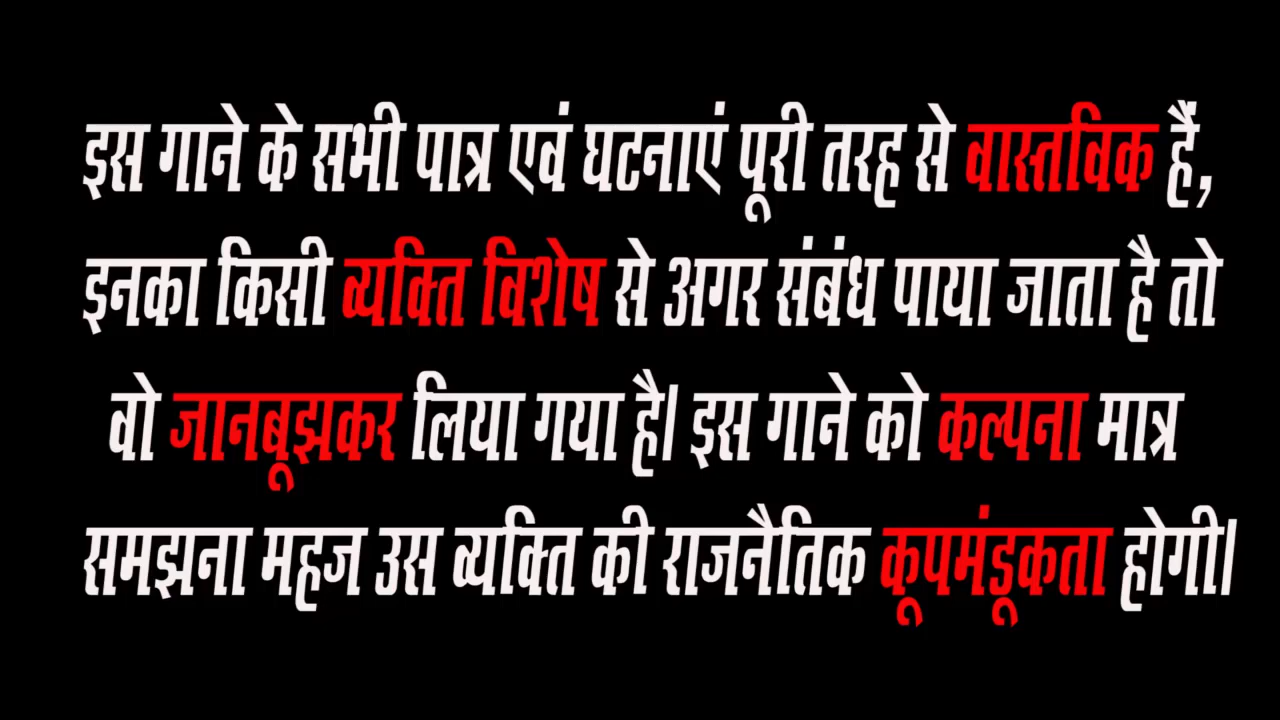 इस गाने के सभी पात्र एवं घटनाएं पूरी तरह से वास्तविक हैं,
इनका किसी व्यक्ति विशेष से अगर संबंध पाया जाता है तो
वो जानबूझकर लिया गया है। इस गाने को कल्पना मात्र
समझना महज उस व्यक्ति की राजनैतिक कूपमंडूकता होगी।